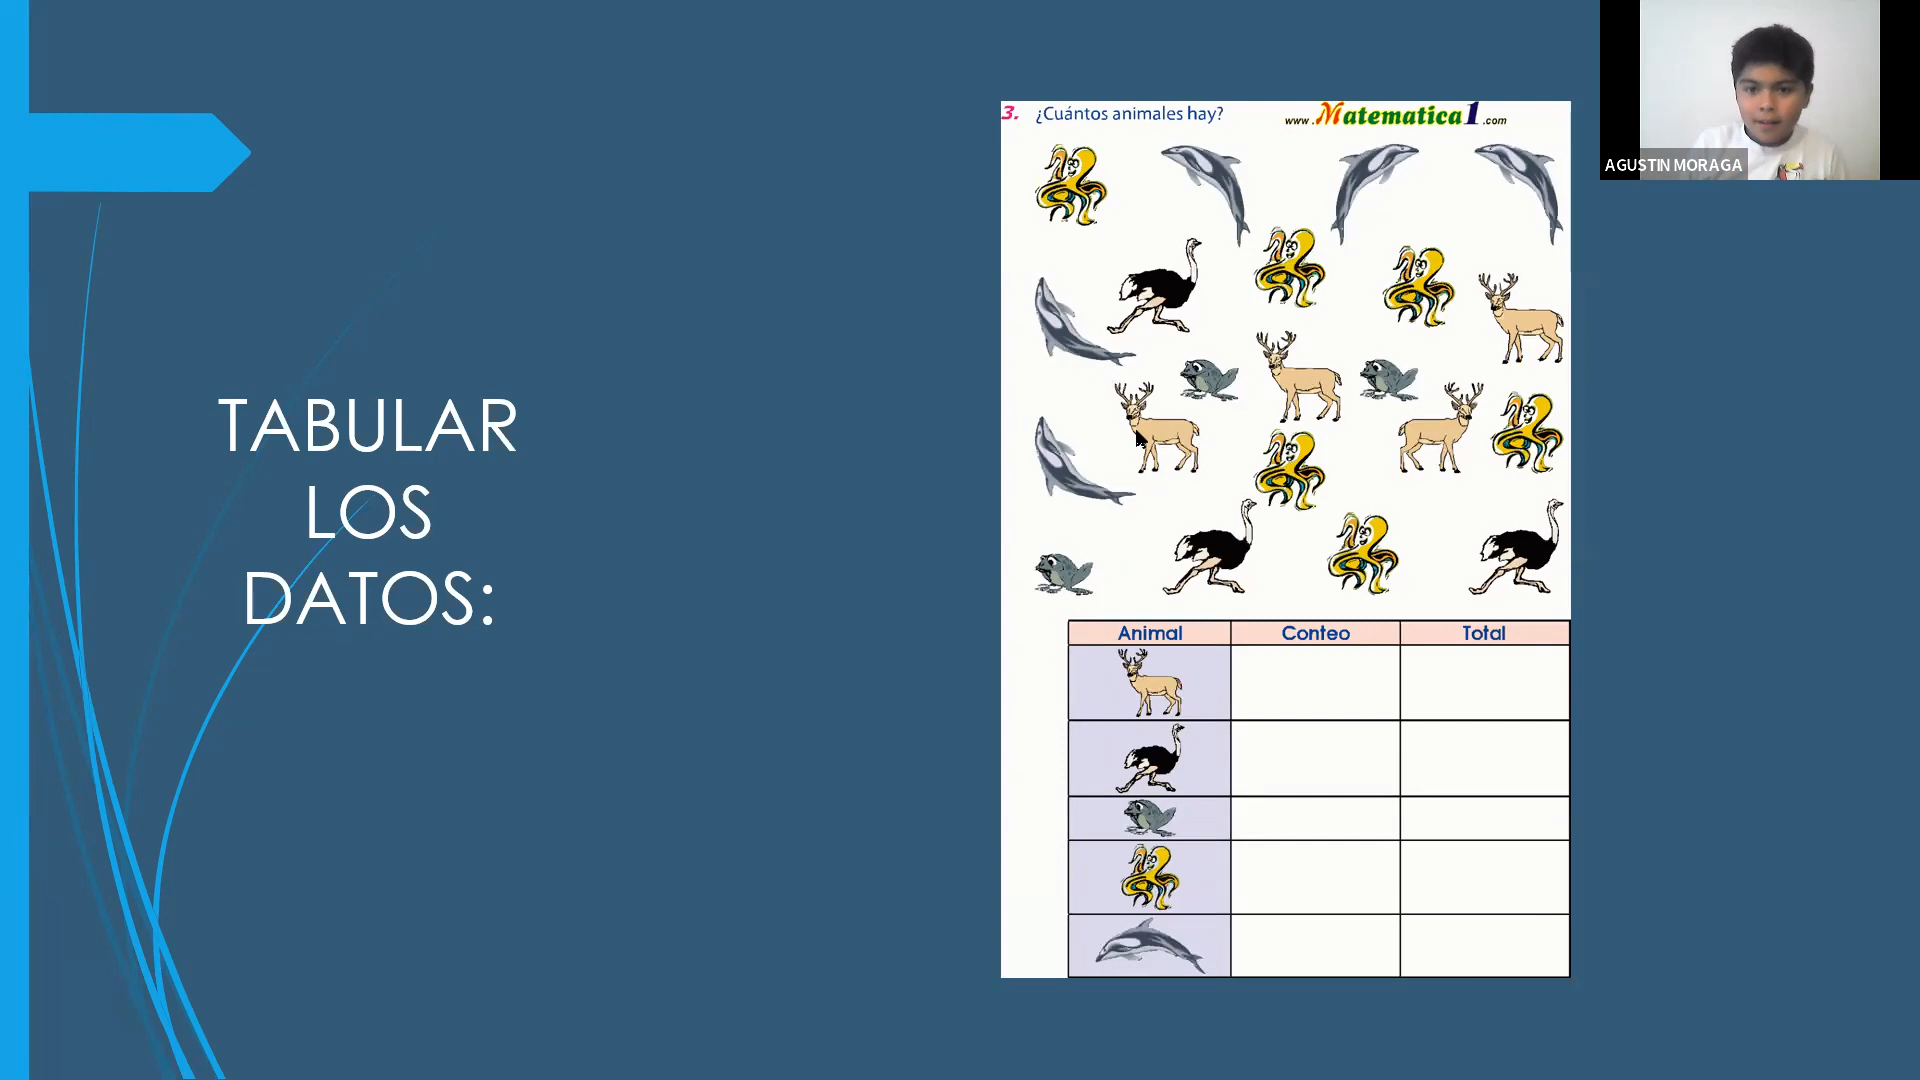 TABULAR
LOS
DATOS:
3. ¿Cuántos animales hay?
www.Matematica1.com
Animal Conteo Total
AGUSTIN MORAGA